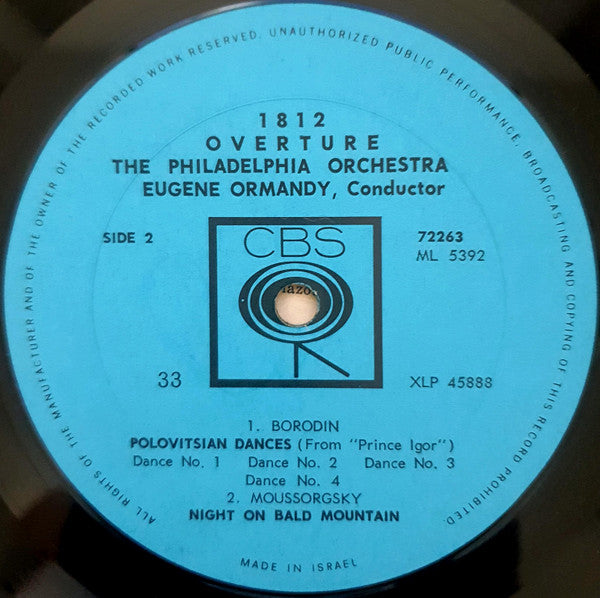 ALL RIGHTS OF THE MANUFACTURER AND OF THE OWNER OF THE RECORDED WORK RESERVED. UNAUTHORIZED PUBLIC PERFORMANCE, BROADCASTING AND COPYING OF THIS RECORD PROHIBITED.
1812
OVERTURE
THE PHILADELPHIA ORCHESTRA
EUGENE ORMANDY, Conductor
SIDE 2
CBS
72263
ML 5392
33
XLP 45888
1. BORODIN
POLOVITSIAN DANCES (From "Prince Igor")
Dance No. 1 Dance No. 2 Dance No. 3
Dance No. 4
2. MOUSSORGSKY
NIGHT ON BALD MOUNTAIN
MADE IN ISRAEL